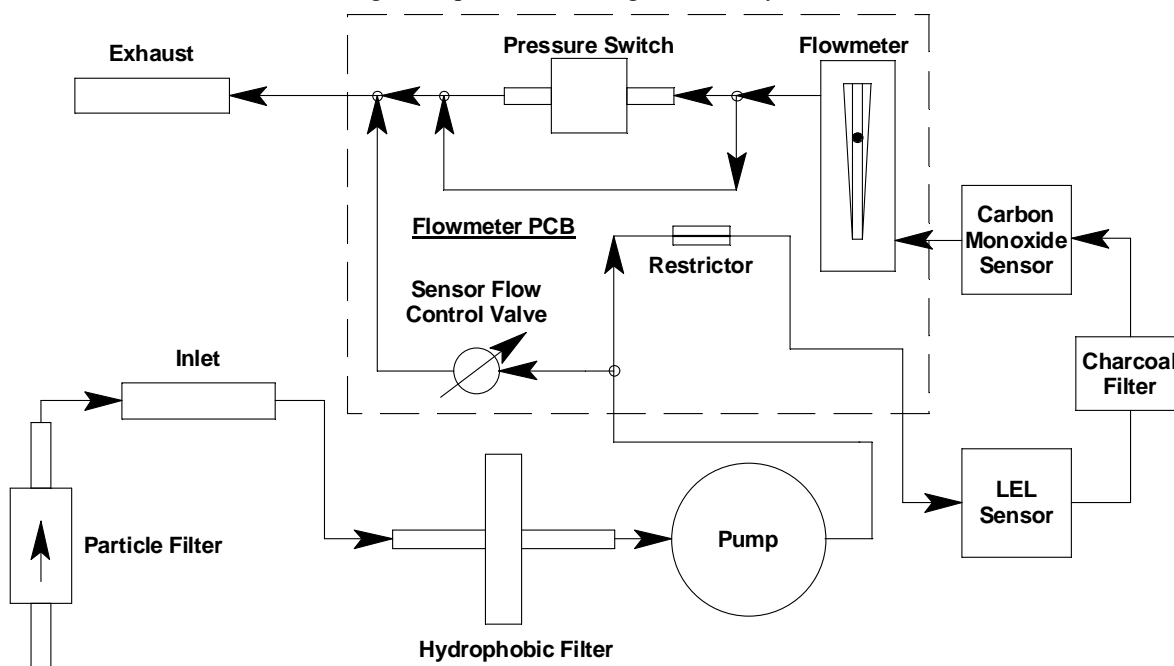 Pressure Switch
Flowmeter
Exhaust
Flowmeter PCB
Restrictor
Carbon
Monoxide
Sensor
Sensor Flow
Control Valve
Inlet
Charcoal
Filter
LEL
Sensor
Particle Filter
Pump
Hydrophobic Filter